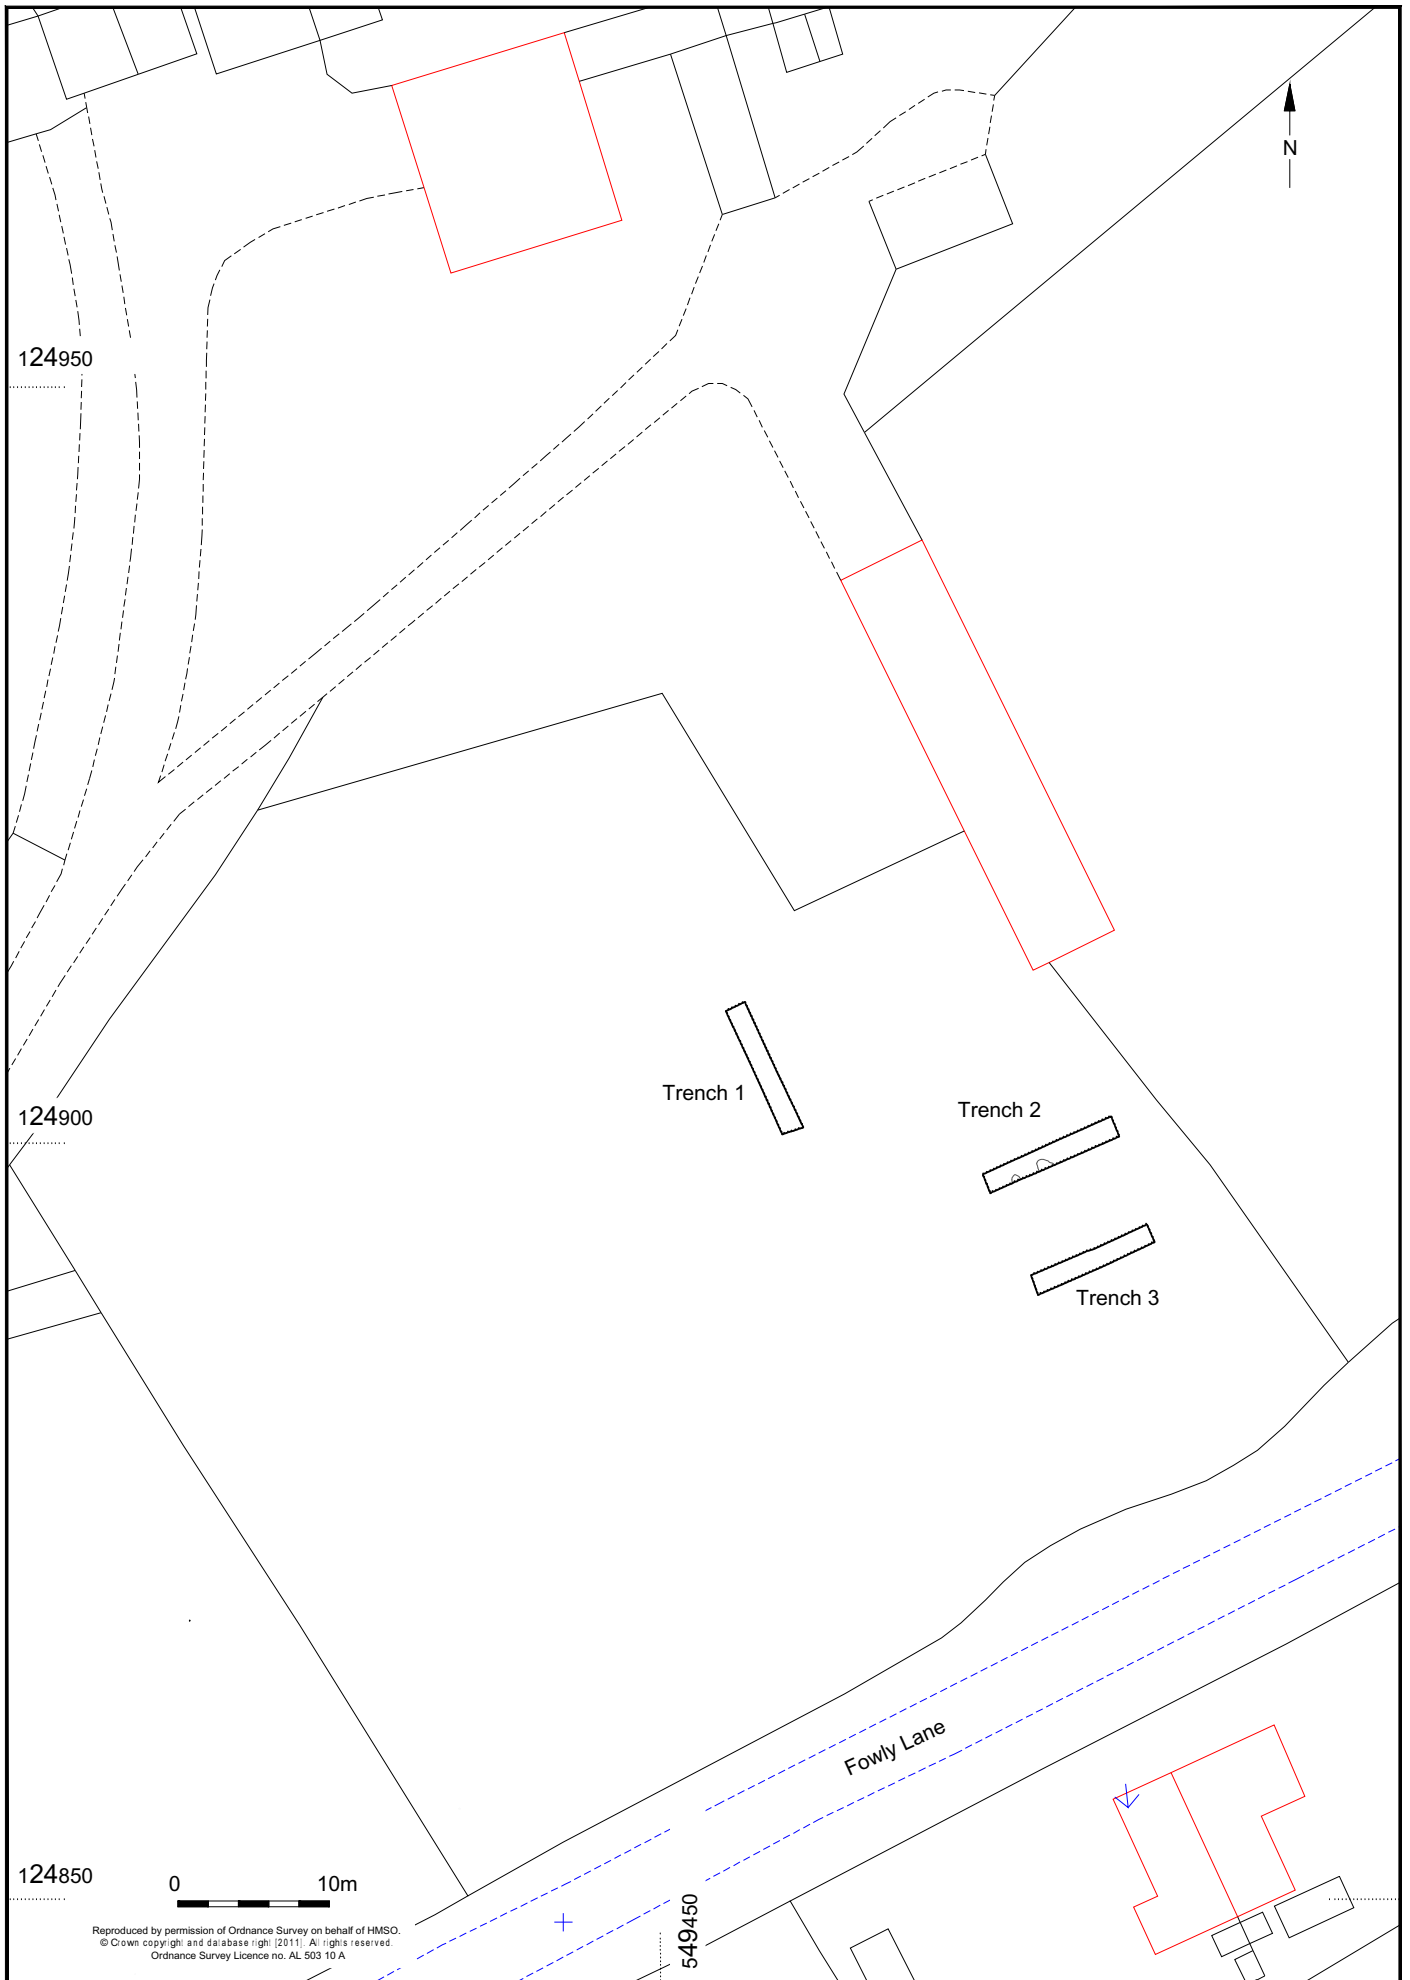 N
124950
Trench 1
124900
Trench 2
Trench 3
Fowly Lane
124850
0 10m
549450
Reproduced by permission of Ordnance Survey on behalf of HMSO.
© Crown copyright and database right [2011]. All rights reserved.
Ordnance Survey Licence no. AL 503 10 A